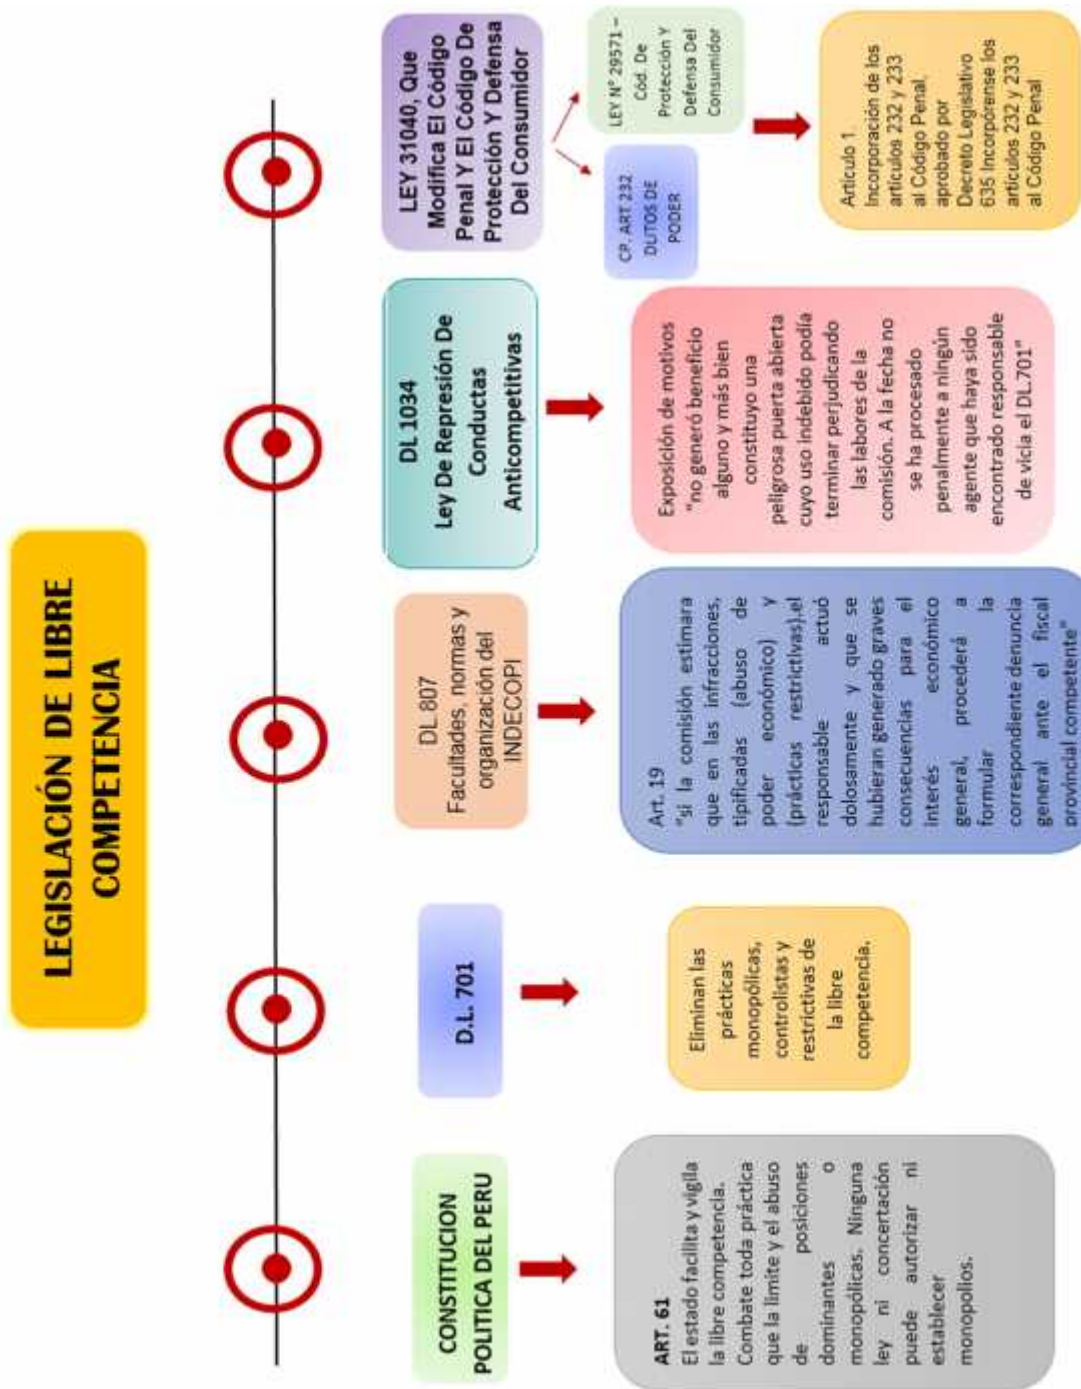 LEGISLACIÓN DE LIBRE
COMPETENCIA
CONSTITUCION
POLITICA DEL PERU
ART. 61
El estado facilita y vigila
la libre competencia.
Combate toda práctica
que la limite y el abuso
de posiciones
dominantes o
monopólicas. Ninguna
ley ni concertación
puede autorizar ni
establecer
monopolios.
D.L. 701
Eliminan las
prácticas
monopólicas,
controlistas y
restrictivas de
la libre
competencia.
DL 807
Facultades, normas y
organización del
INDECOPI
Art. 19
"si la comisión estimara
que en las infracciones,
tipificadas (abuso de
poder económico) y
(prácticas restrictivas),el
responsable actuó
dolosamente y que se
hubieran generado graves
consecuencias para el
interés económico
general, procederá a
formular la
correspondiente denuncia
general ante el fiscal
provincial competente"
DL 1034
Ley De Represión De
Conductas
Anticompetitivas
Exposición de motivos
"no generó beneficio
alguno y más bien
constituyo una
peligrosa puerta abierta
cuyo uso indebido podía
terminar perjudicando
las labores de la
comisión. A la fecha no
se ha procesado
penalmente a ningún
agente que haya sido
encontrado responsable
de vicia el DL.701"
LEY 31040, Que
Modifica El Código
Penal Y El Código De
Protección Y Defensa
Del Consumidor
CP. ART 232
DUTOS DE
PODER
LEY N° 29571 –
Cód. De
Protección Y
Defensa Del
Consumidor
Artículo 1.
Incorporación de los
artículos 232 y 233
al Código Penal,
aprobado por
Decreto Legislativo
635 Incorpórense los
artículos 232 y 233
al Código Penal